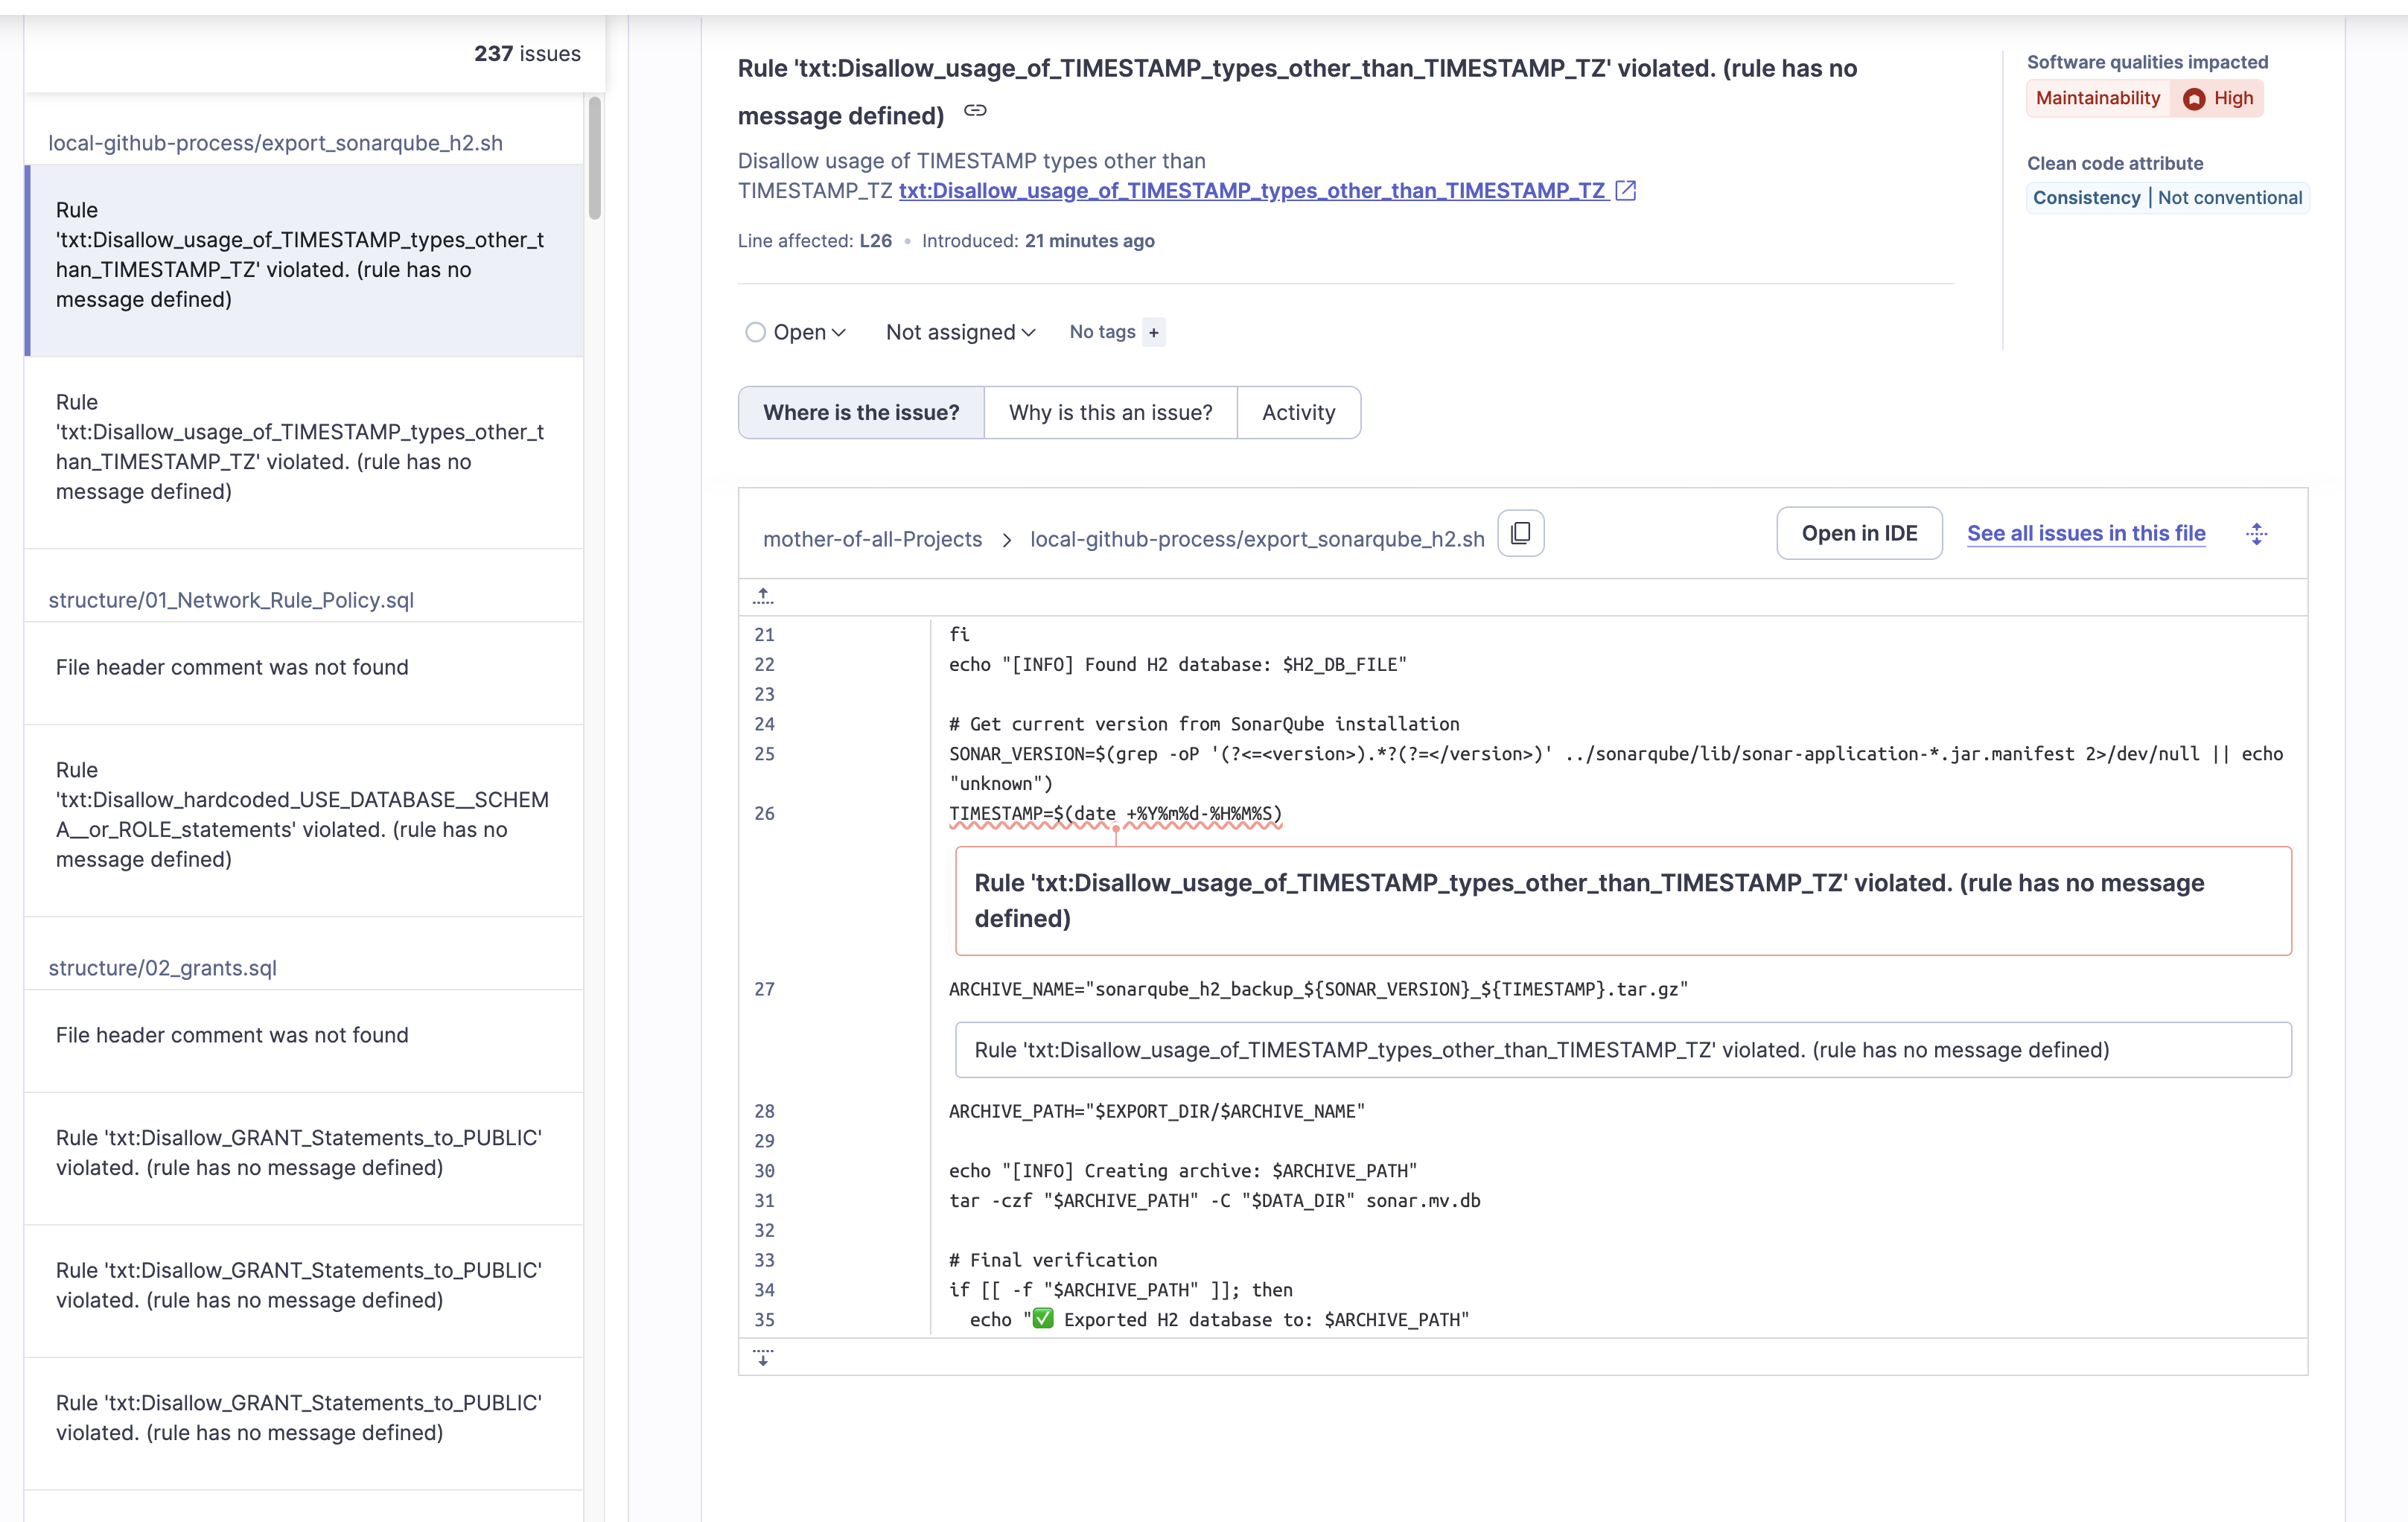 237 issues
local-github-process/export_sonarqube_h2.sh
Rule
'txt:Disallow_usage_of_TIMESTAMP_types_other_t
han_TIMESTAMP_TZ' violated. (rule has no
message defined)
Rule
'txt:Disallow_usage_of_TIMESTAMP_types_other_t
han_TIMESTAMP_TZ' violated. (rule has no
message defined)
structure/01_Network_Rule_Policy.sql
File header comment was not found
Rule
'txt:Disallow_hardcoded_USE_DATABASE__SCHEM
A__or_ROLE_statements' violated. (rule has no
message defined)
structure/02_grants.sql
File header comment was not found
Rule 'txt:Disallow_GRANT_Statements_to_PUBLIC'
violated. (rule has no message defined)
Rule 'txt:Disallow_GRANT_Statements_to_PUBLIC'
violated. (rule has no message defined)
Rule 'txt:Disallow_GRANT_Statements_to_PUBLIC'
violated. (rule has no message defined)
Rule 'txt:Disallow_usage_of_TIMESTAMP_types_other_than_TIMESTAMP_TZ' violated. (rule has no
message defined)
Disallow usage of TIMESTAMP types other than
TIMESTAMP_TZ txt:Disallow_usage_of_TIMESTAMP_types_other_than_TIMESTAMP_TZ
Line affected: L26 • Introduced: 21 minutes ago
Open Not assigned No tags +
Software qualities impacted
Maintainability High
Clean code attribute
Consistency | Not conventional
Where is the issue? Why is this an issue? Activity
mother-of-all-Projects > local-github-process/export_sonarqube_h2.sh Open in IDE See all issues in this file
21 fi
22 echo "[INFO] Found H2 database: $H2_DB_FILE"
23
24 # Get current version from SonarQube installation
25 SONAR_VERSION=$(grep -oP '(?<=<version>).*?(?=</version>)' ../sonarqube/lib/sonar-application-*.jar.manifest 2>/dev/null || echo
"unknown")
26 TIMESTAMP=$(date +%Y%m%d-%H%M%S)
Rule 'txt:Disallow_usage_of_TIMESTAMP_types_other_than_TIMESTAMP_TZ' violated. (rule has no message
defined)
27 ARCHIVE_NAME="sonarqube_h2_backup_${SONAR_VERSION}_${TIMESTAMP}.tar.gz"
Rule 'txt:Disallow_usage_of_TIMESTAMP_types_other_than_TIMESTAMP_TZ' violated. (rule has no message defined)
28 ARCHIVE_PATH="$EXPORT_DIR/$ARCHIVE_NAME"
29
30 echo "[INFO] Creating archive: $ARCHIVE_PATH"
31 tar -czf "$ARCHIVE_PATH" -C "$DATA_DIR" sonar.mv.db
32
33 # Final verification
34 if [[ -f "$ARCHIVE_PATH" ]]; then
35 echo "✅ Exported H2 database to: $ARCHIVE_PATH"